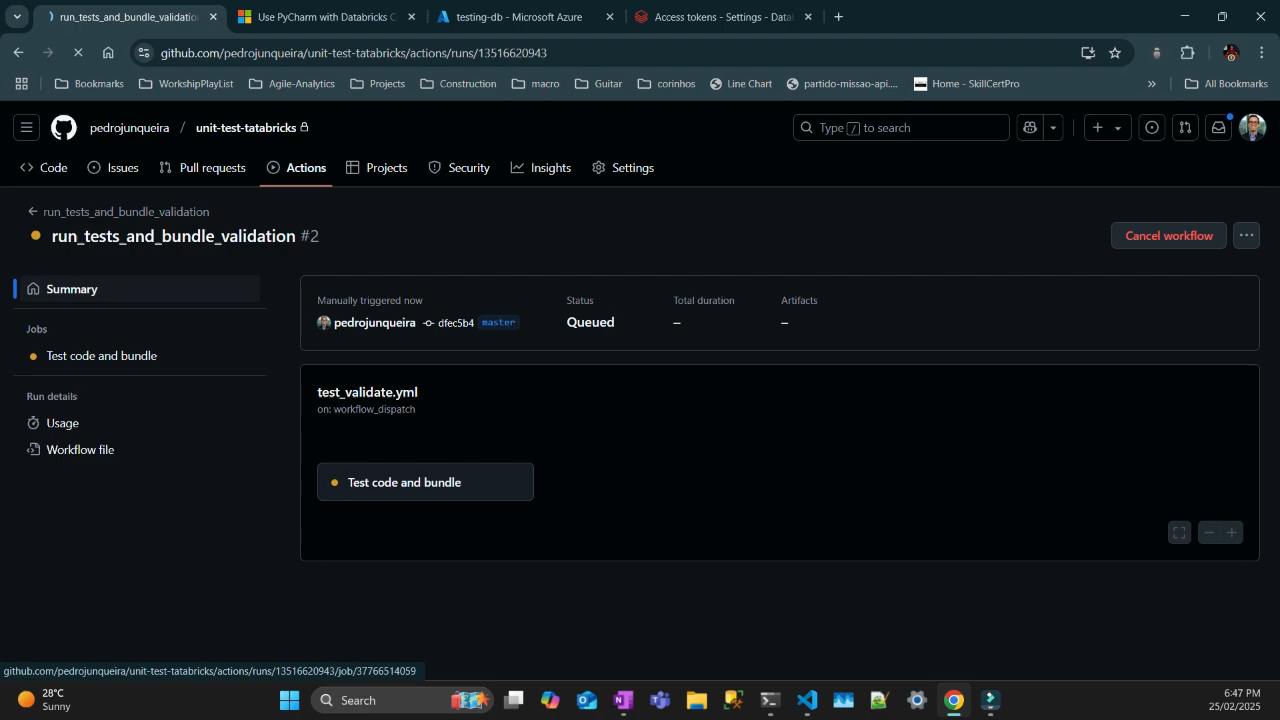 run_tests_and_bundle_validation
Use PyCharm with Databricks C
testing-db - Microsoft Azure
Access tokens - Settings - Datal
github.com/pedrojunqueira/unit-test-tatabricks/actions/runs/13516620943
Bookmarks
WorkshipPlayList
Agile-Analytics
Projects
Construction
macro
Guitar
corinhos
Line Chart
partido-missao-api....
Home - SkillCertPro
»
All Bookmarks
pedrojunqueira / unit-test-tatabricks
Type / to search
Code
Issues
Pull requests
Actions
Projects
Security
Insights
Settings
run_tests_and_bundle_validation
run_tests_and_bundle_validation #2
Cancel workflow
Summary
Jobs
Test code and bundle
Run details
Usage
Workflow file
Manually triggered now
pedrojunqueira dfec5b4 master
Status
Queued
Total duration
–
Artifacts
–
test_validate.yml
on: workflow_dispatch
Test code and bundle
github.com/pedrojunqueira/unit-test-tatabricks/actions/runs/13516620943/job/37766514059
28°C
Sunny
Search
6:47 PM
25/02/2025